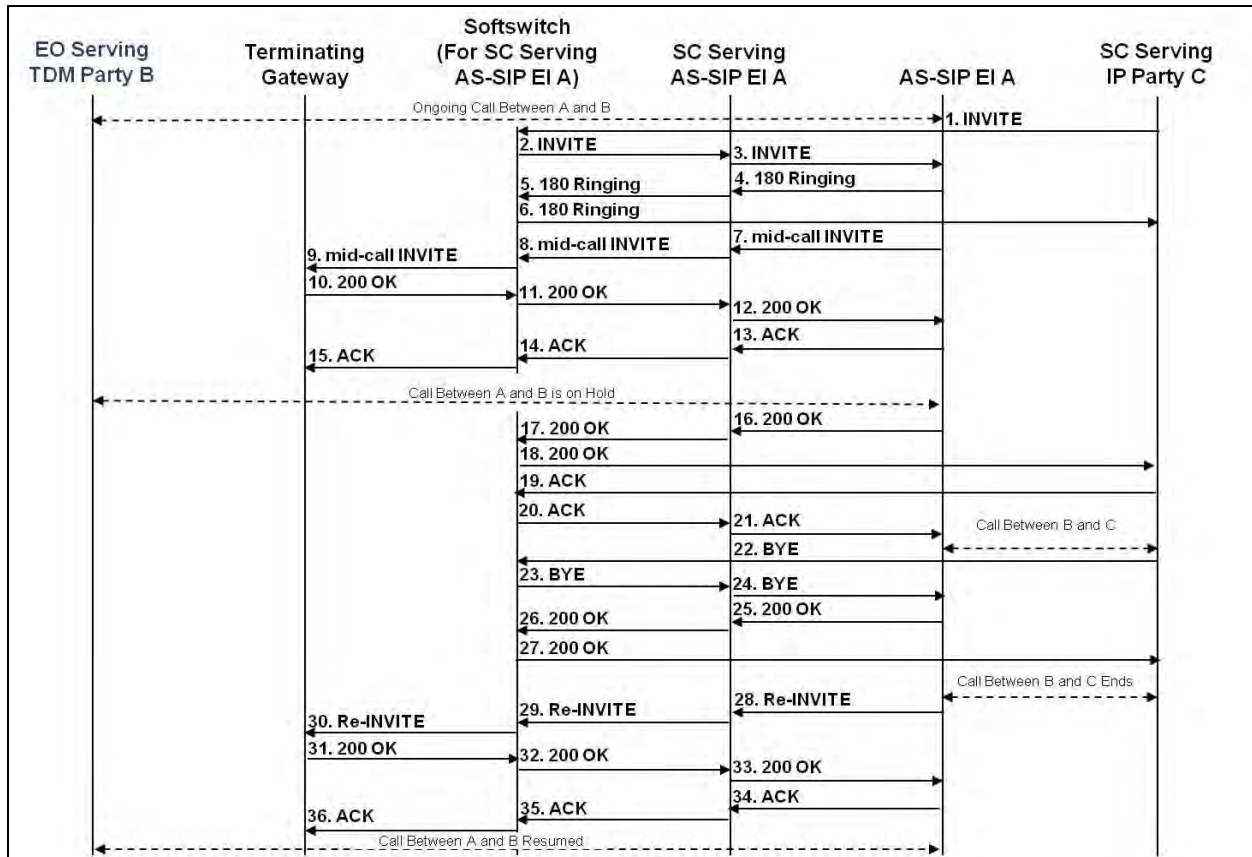 EO Serving
TDM Party B
Terminating
Gateway
Softswitch
(For SC Serving
AS-SIP EI A)
SC Serving
AS-SIP EI A
AS-SIP EI A
SC Serving
IP Party C
Ongoing Call Between A and B
1. INVITE
2. INVITE
3. INVITE
4. 180 Ringing
5. 180 Ringing
6. 180 Ringing
7. mid-call INVITE
8. mid-call INVITE
9. mid-call INVITE
10. 200 OK
11. 200 OK
12. 200 OK
13. ACK
14. ACK
15. ACK
Call Between A and B is on Hold
16. 200 OK
17. 200 OK
18. 200 OK
19. ACK
20. ACK
21. ACK
Call Between B and C
22. BYE
23. BYE
24. BYE
25. 200 OK
26. 200 OK
27. 200 OK
Call Between B and C Ends
28. Re-INVITE
29. Re-INVITE
30. Re-INVITE
31. 200 OK
32. 200 OK
33. 200 OK
34. ACK
35. ACK
36. ACK
Call Between A and B Resumed